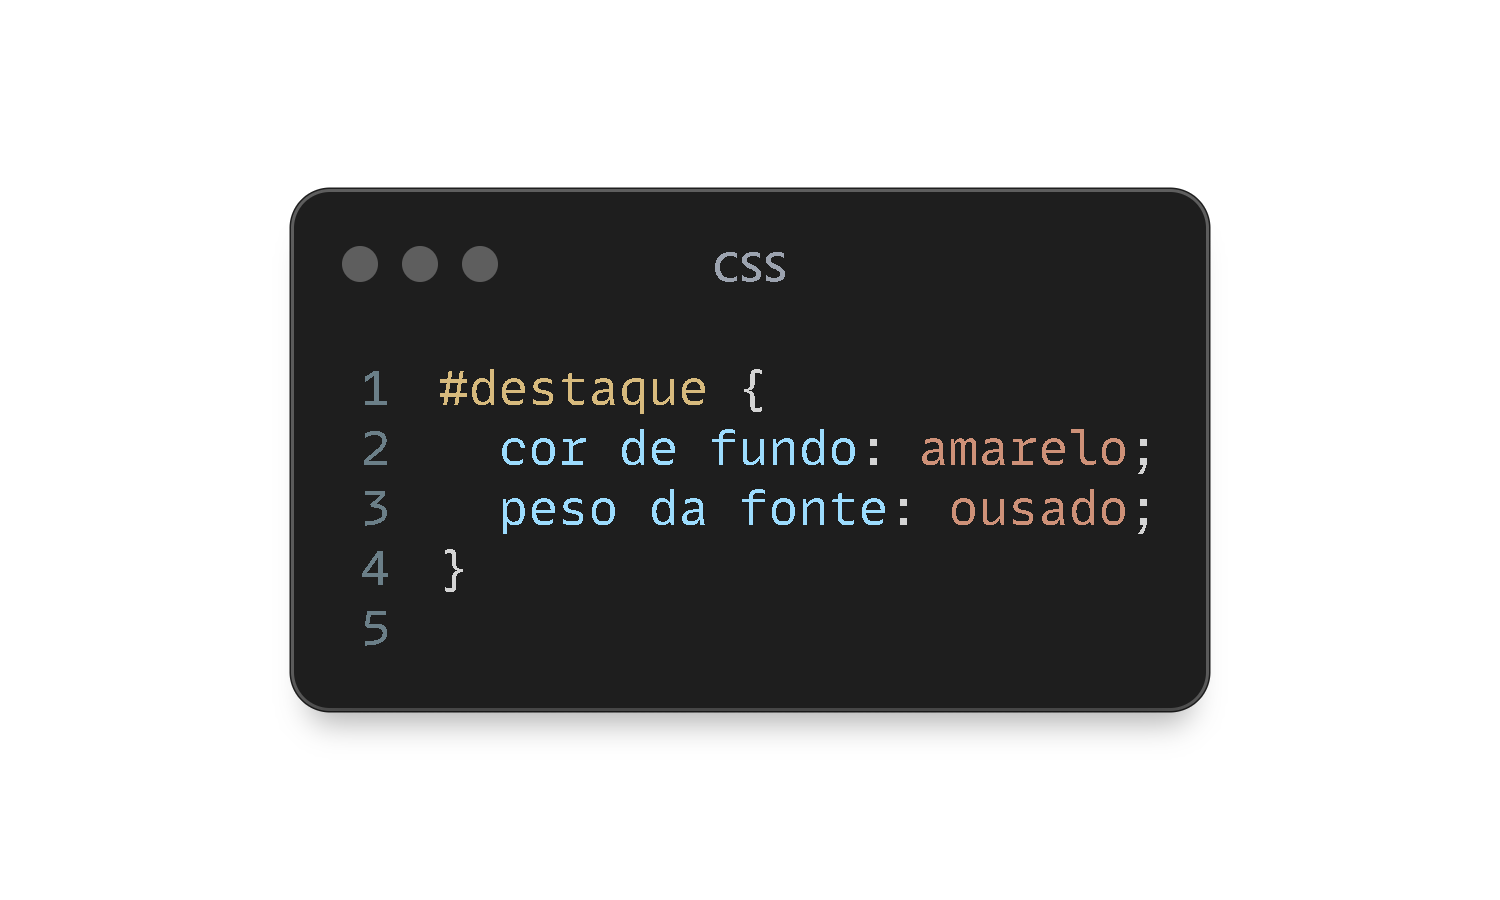 CSS
1 #destaque {
2   cor de fundo: amarelo;
3   peso da fonte: ousado;
4 }
5